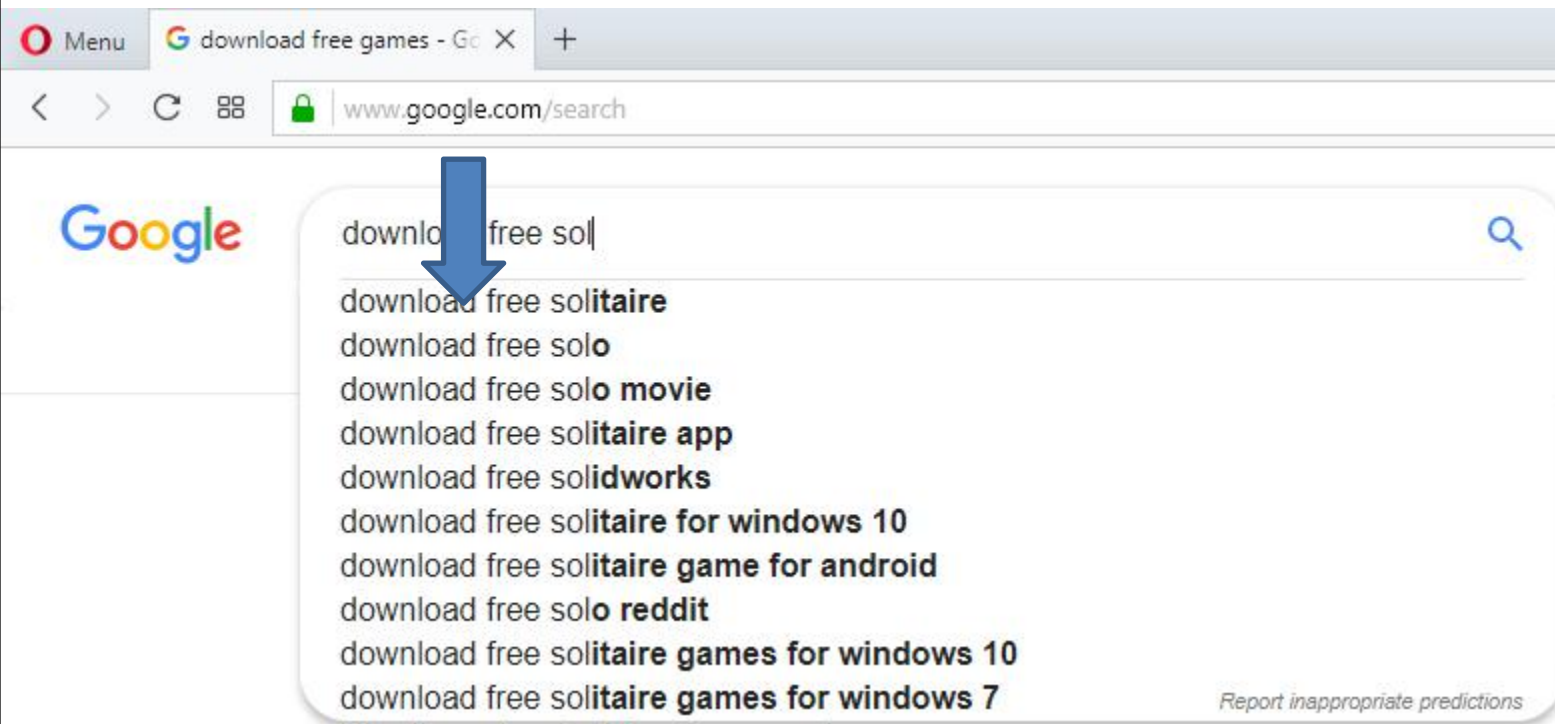 Menu
download free games - Go
www.google.com/search
Google
downlo free sol
download free solitaire
download free solo
download free solo movie
download free solitaire app
download free solidworks
download free solitaire for windows 10
download free solitaire game for android
download free solo reddit
download free solitaire games for windows 10
download free solitaire games for windows 7
Report inappropriate predictions